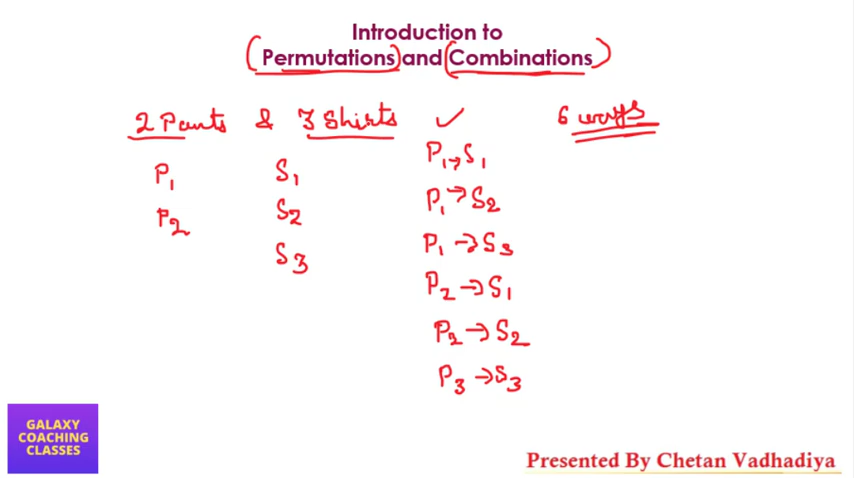 Introduction to
Permutations and Combinations
2 Pants & 3 Shirts ✓ 6 ways
P1 S1 P1→S1
P2 S2 P1→S2
S3 P1→S3
P2→S1
P2→S2
P3→S3
GALAXY
COACHING
CLASSES
Presented By Chetan Vadhadiya